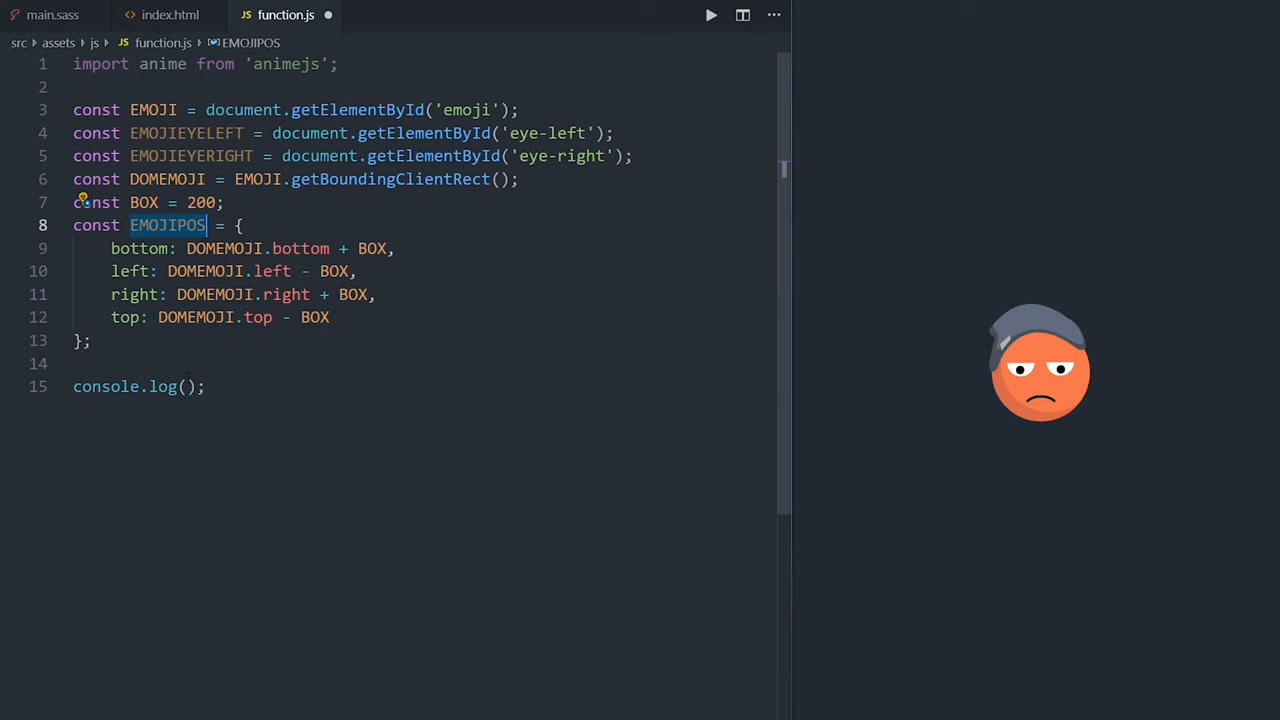 main.sass index.html JS function.js
src assets js JS function.js EMOJIPOS
1 import anime from 'animejs';
2
3 const EMOJI = document.getElementById('emoji');
4 const EMOJIEYELEFT = document.getElementById('eye-left');
5 const EMOJIEYERIGHT = document.getElementById('eye-right');
6 const DOMEMOJI = EMOJI.getBoundingClientRect();
7 const BOX = 200;
8 const EMOJIPOS = {
9 bottom: DOMEMOJI.bottom + BOX,
10 left: DOMEMOJI.left - BOX,
11 right: DOMEMOJI.right + BOX,
12 top: DOMEMOJI.top - BOX
13 };
14
15 console.log();